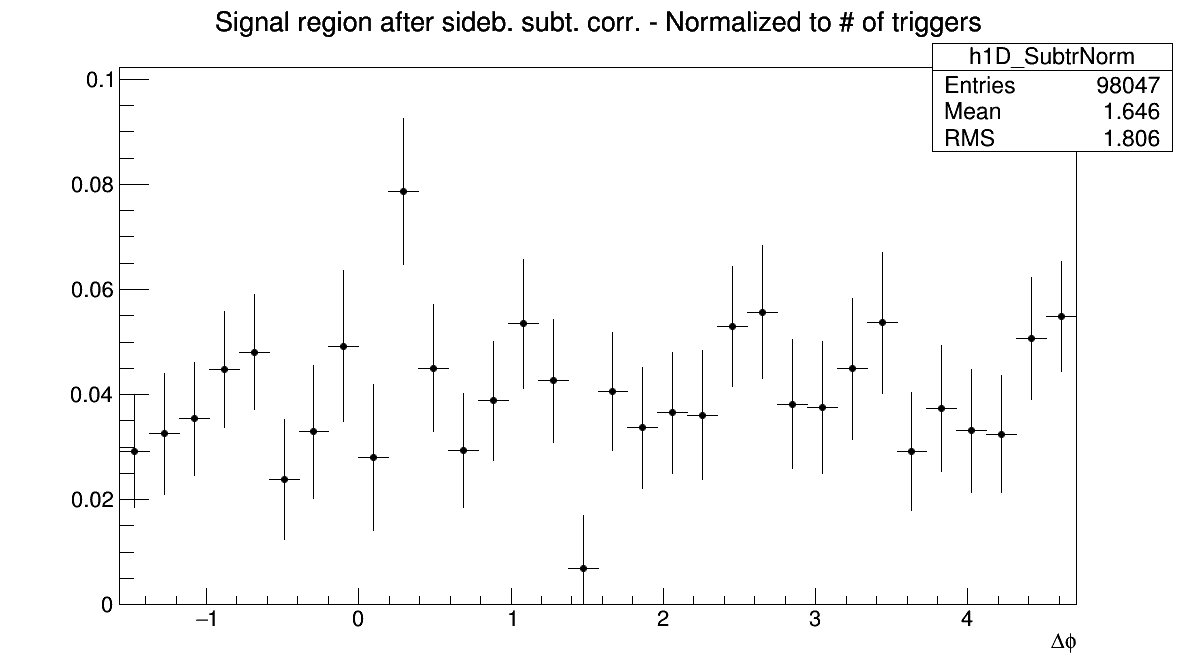 Signal region after sideb. subt. corr. - Normalized to # of triggers
h1D_SubtrNorm
Entries 98047
Mean 1.646
RMS 1.806
0.1
0.08
0.06
0.04
0.02
0
−1 0 1 2 3 4
Δϕ